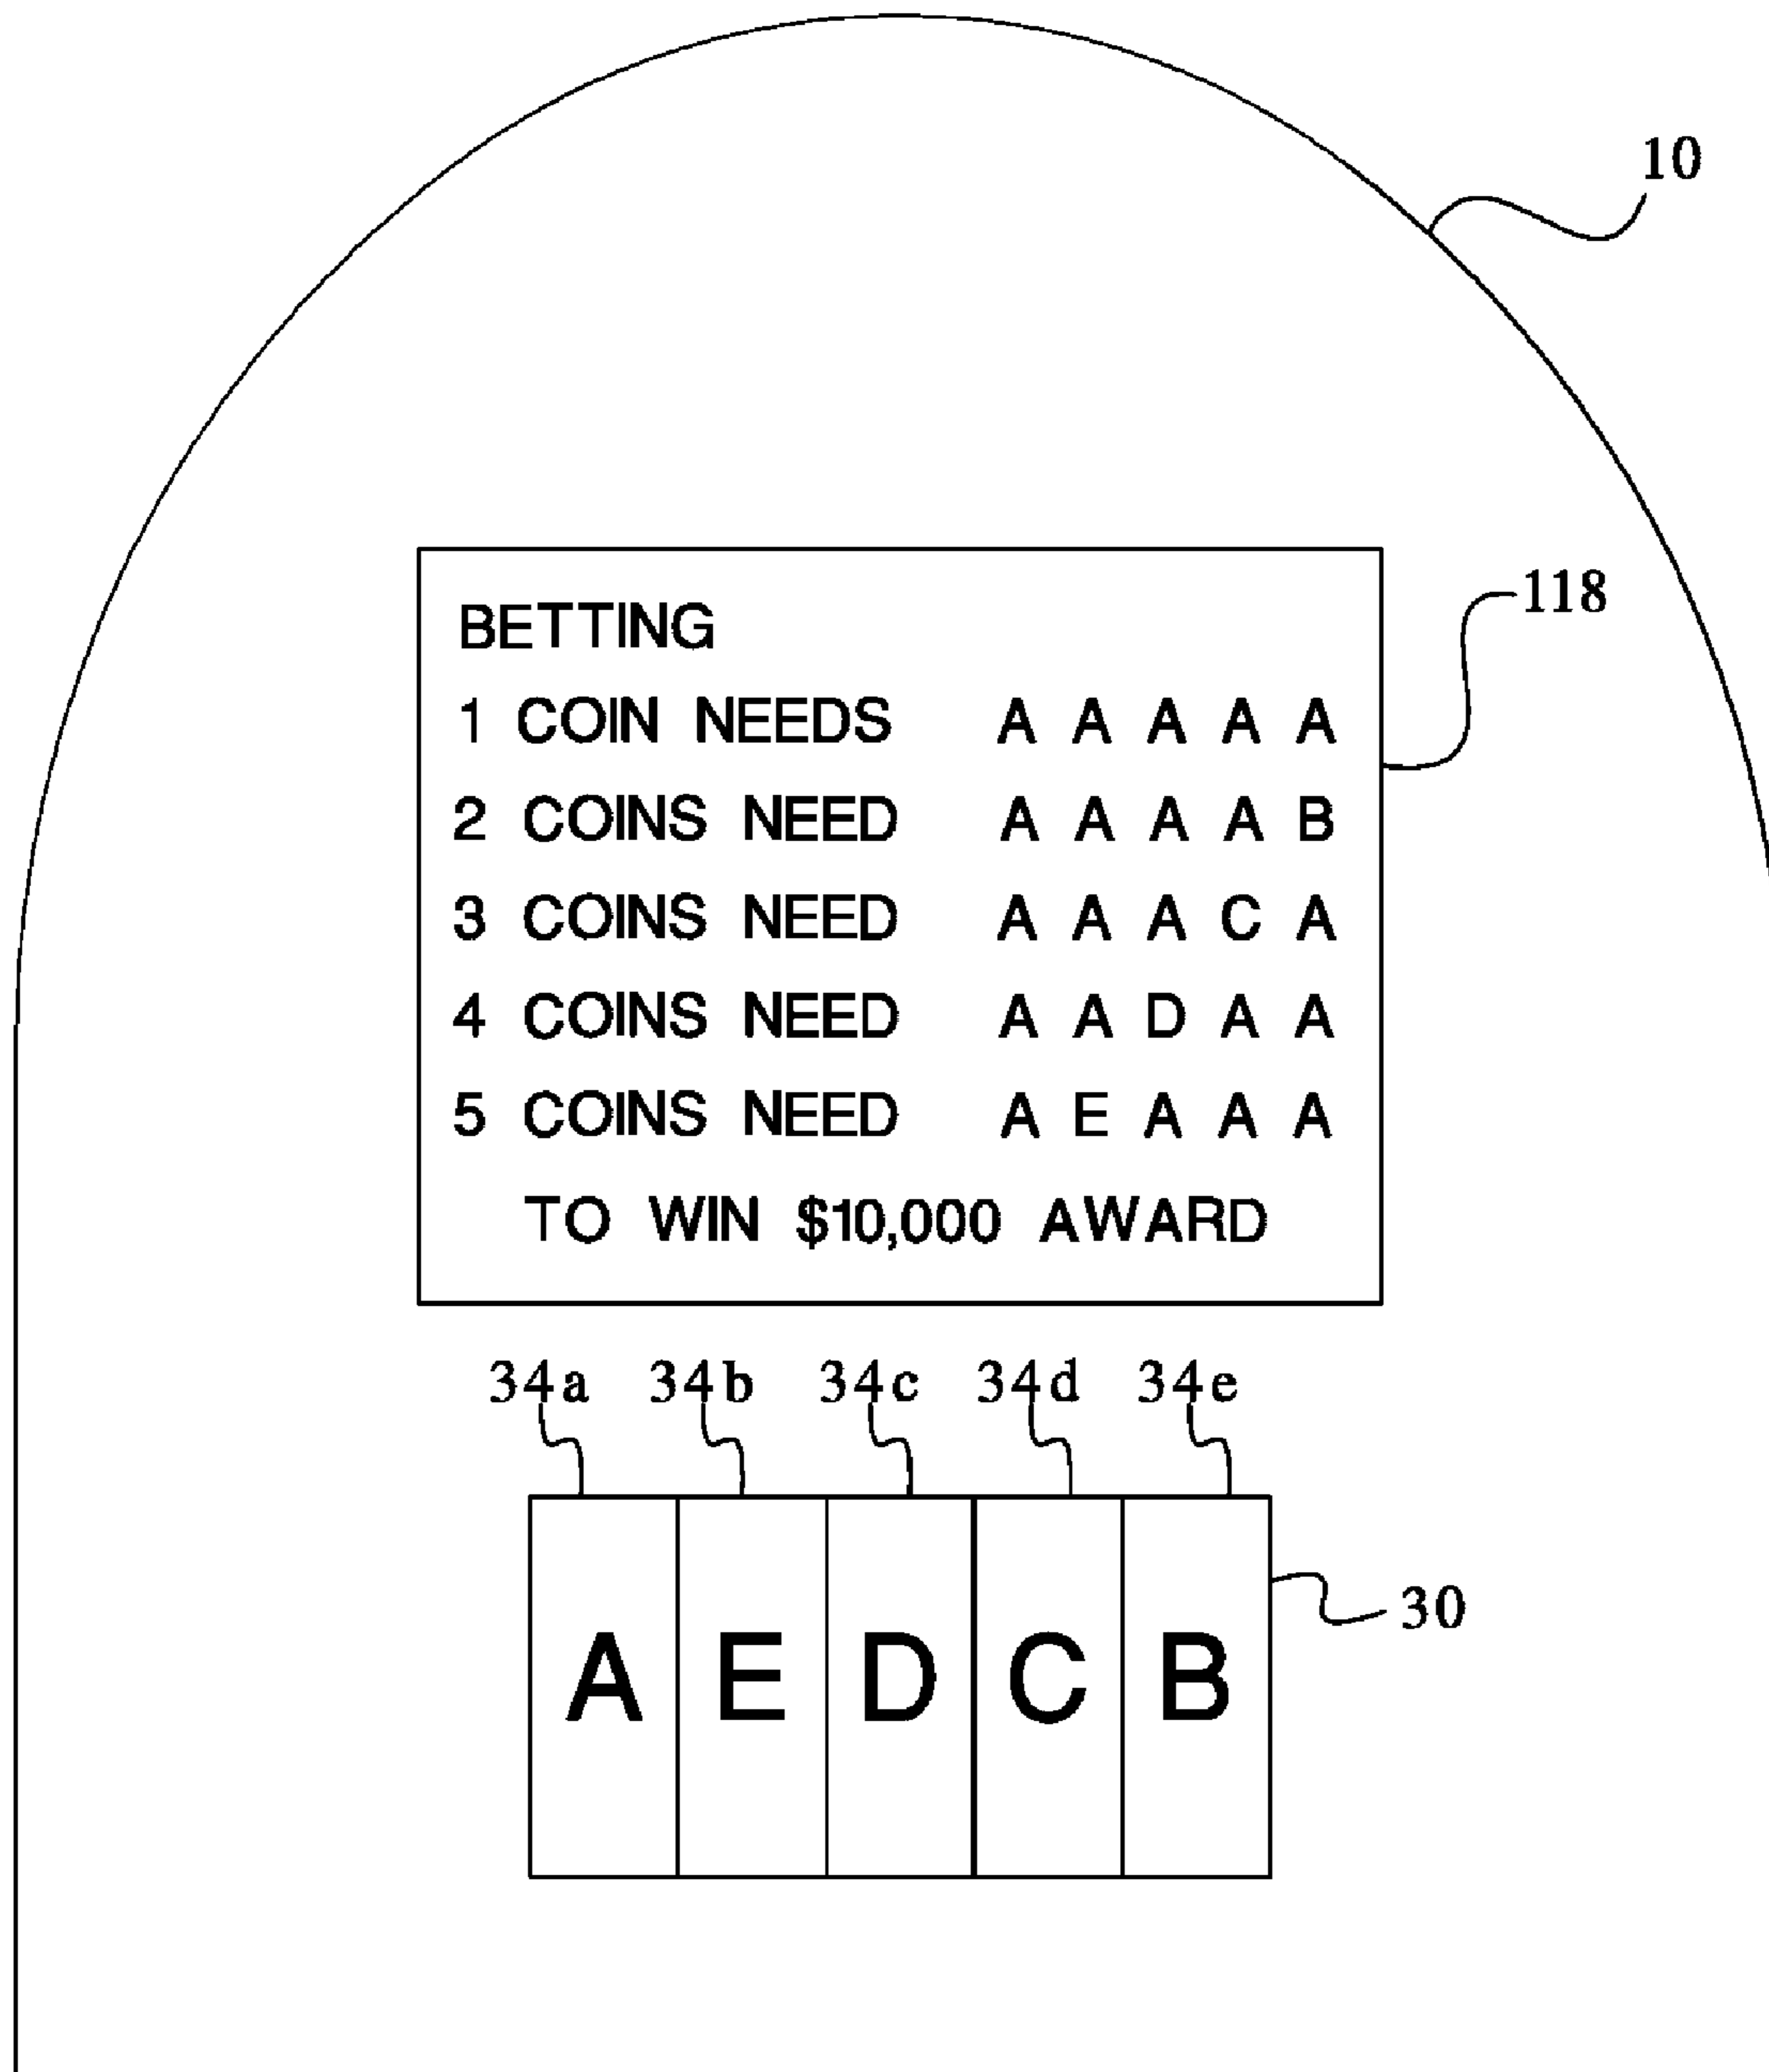 10
118
BETTING
1 COIN NEEDS A A A A A
2 COINS NEED A A A A B
3 COINS NEED A A A C A
4 COINS NEED A A D A A
5 COINS NEED A E A A A
TO WIN $10,000 AWARD
34a 34b 34c 34d 34e
30
A E D C B